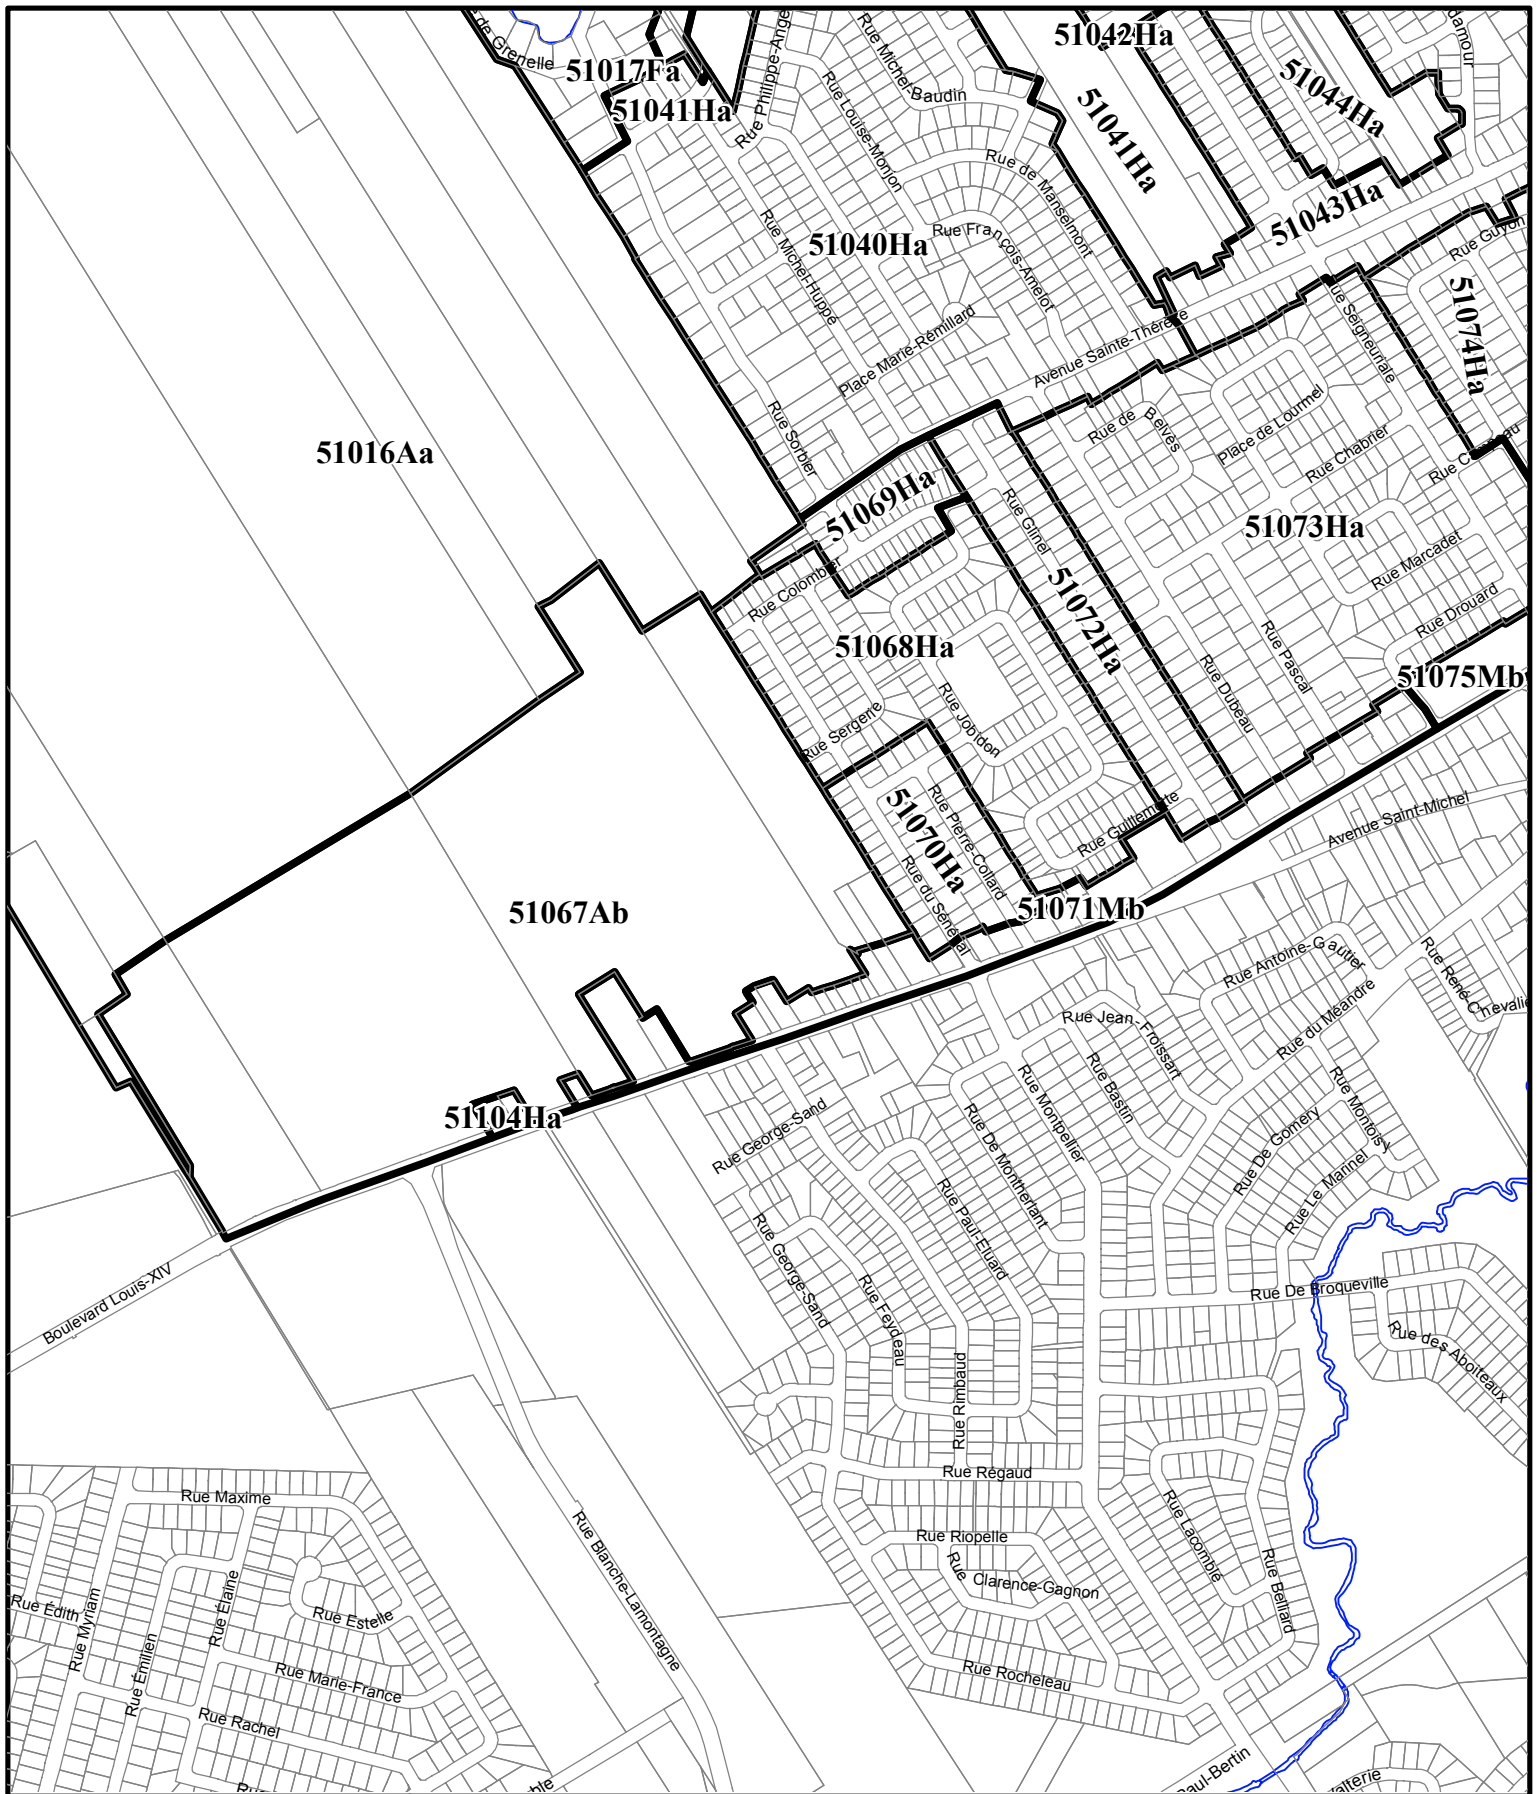 de Grenelle
51017Fa
51041Ha
Rue Philippe-Ange
Rue Michel-Baudin
Rue Louise-Monjon
51042Ha
51041Ha
51044Ha
51043Ha
Rue de Manselmont
51040Ha
Rue François-Amelot
Rue Michel-Huppé
Place Marie-Rémillard
Avenue Sainte-Thérèse
Rue Sorbier
Rue Guyon
51074Ha
Rue Seigneuriale
Place de Lourmel
Rue Chabrier
Rue de Belvès
51016Aa
51069Ha
Rue Glinel
51073Ha
Rue Marcadet
Rue Drouard
Rue Colombier
51072Ha
51068Ha
Rue Pascal
Rue Dubeau
51075Mb
Rue Jobidon
Rue Sergerie
51070Ha
Rue Pierre-Collard
Rue Guillemette
Avenue Saint-Michel
Rue du Sénéçal
51071Mb
51067Ab
Rue Antoine-Gautier
Rue René-Chevalie
Rue du Méandre
Rue Jean-Froissart
Rue Bastin
Rue Montpellier
Rue De Montherlant
Rue Montoisy
Rue De Gomery
Rue Le Marinel
51104Ha
Rue George-Sand
Rue Paul-Eluard
Rue George-Sand
Rue Feydeau
Rue Rimbaud
Rue De Broqueville
Rue des Aboiteaux
Boulevard Louis-XIV
Rue Régaud
Rue Riopelle
Rue Clarence-Gagnon
Rue Lacomblé
Rue Belliard
Rue Rocheleau
Rue Maxime
Rue Blanche-Lamontagne
Rue Édith
Rue Myriam
Rue Émilien
Rue Élaine
Rue Estelle
Rue Marie-France
Rue Rachel
Paul-Bertin